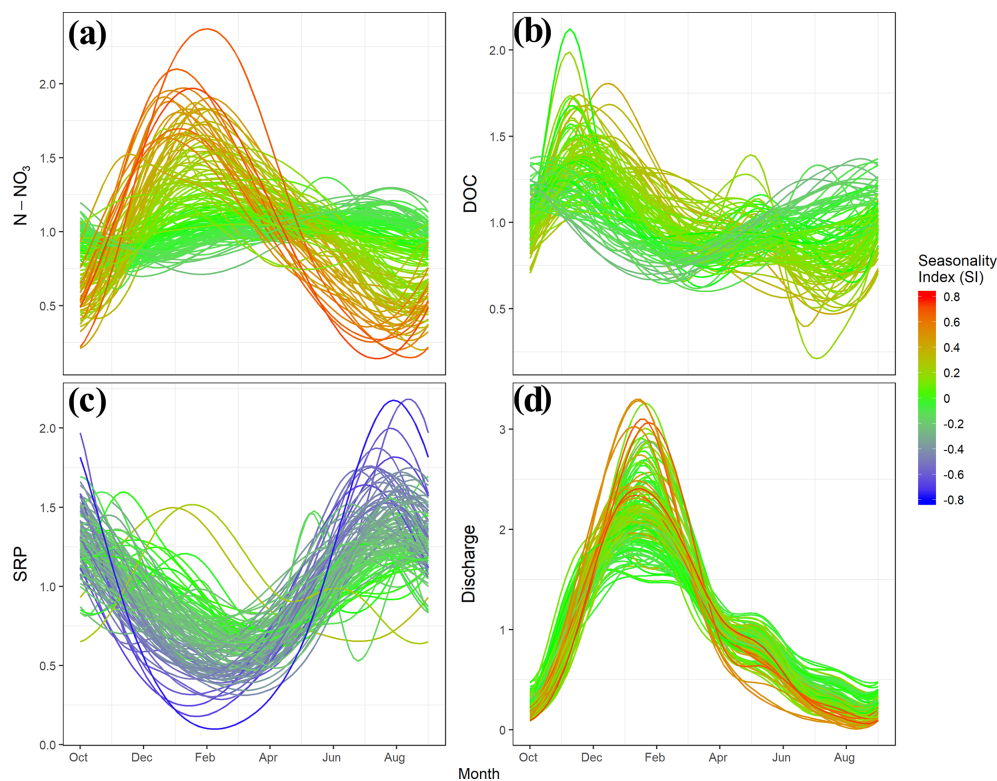 (a)
2.0
1.5
1.0
0.5
N − NO3
(b)
2.0
1.5
1.0
0.5
DOC
(c)
2.0
1.5
1.0
0.5
0.0
SRP
Oct Dec Feb Apr Jun Aug
(d)
3
2
1
0
Discharge
Oct Dec Feb Apr Jun Aug
Month
Seasonality
Index (SI)
0.8
0.6
0.4
0.2
0
-0.2
-0.4
-0.6
-0.8